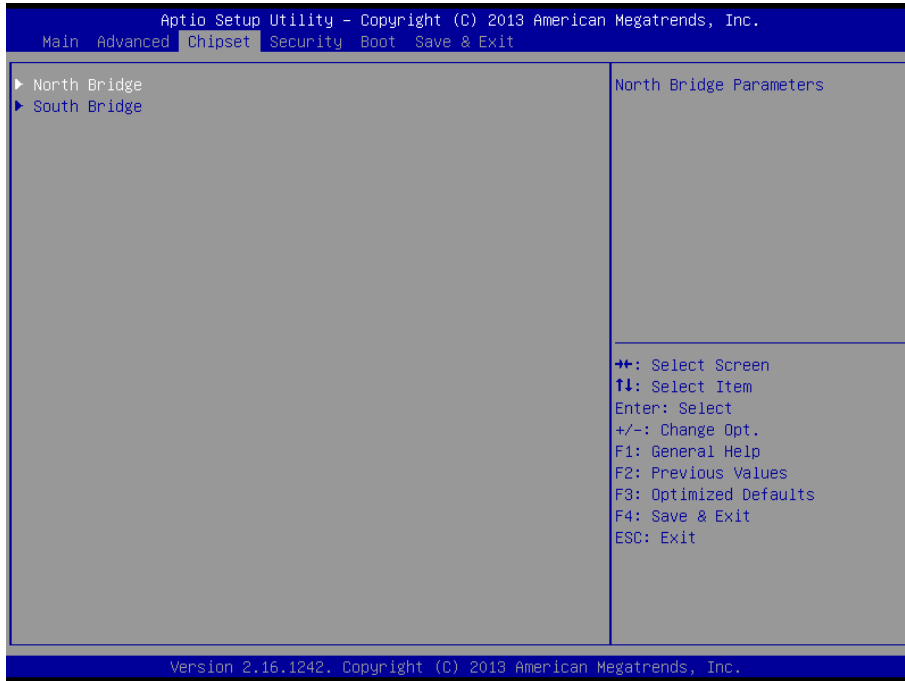 Aptio Setup Utility – Copyright (C) 2013 American Megatrends, Inc.
Main Advanced Chipset Security Boot Save & Exit
▶ North Bridge
▶ South Bridge
North Bridge Parameters
→←: Select Screen
↑↓: Select Item
Enter: Select
+/-: Change Opt.
F1: General Help
F2: Previous Values
F3: Optimized Defaults
F4: Save & Exit
ESC: Exit
Version 2.16.1242. Copyright (C) 2013 American Megatrends, Inc.